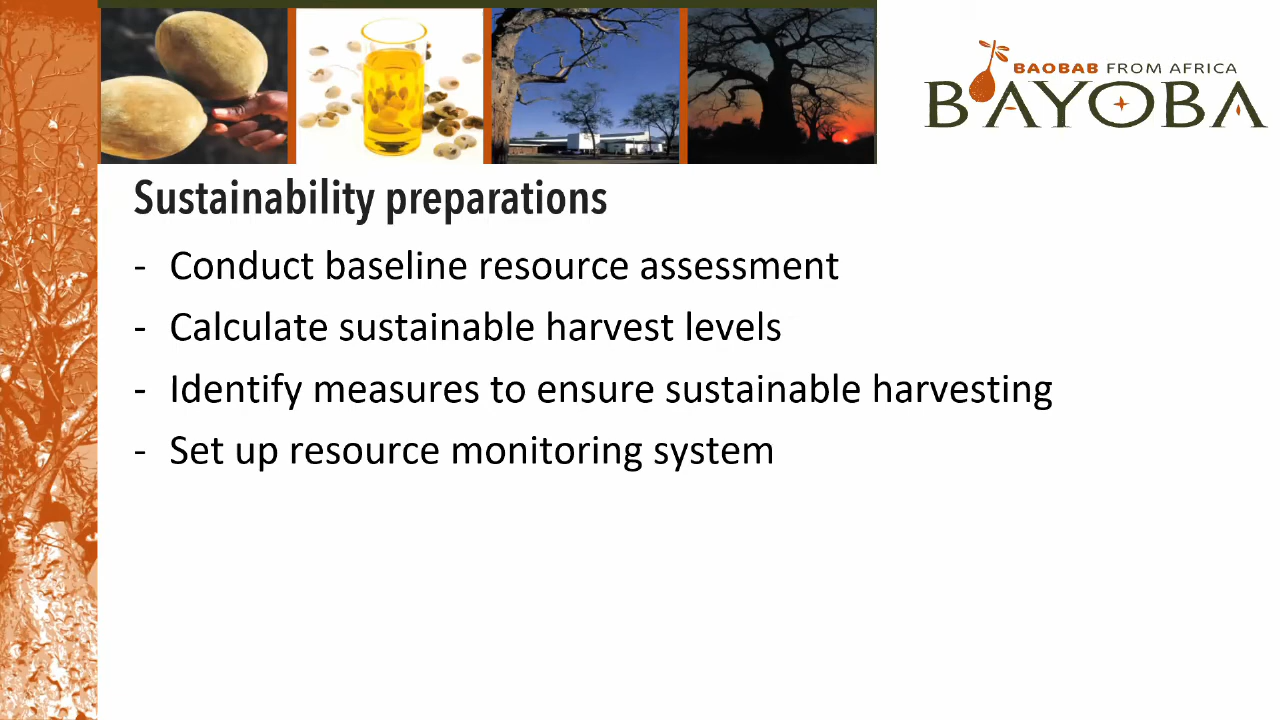 BAOBAB FROM AFRICA
BAYOBA
Sustainability preparations
- Conduct baseline resource assessment
- Calculate sustainable harvest levels
- Identify measures to ensure sustainable harvesting
- Set up resource monitoring system